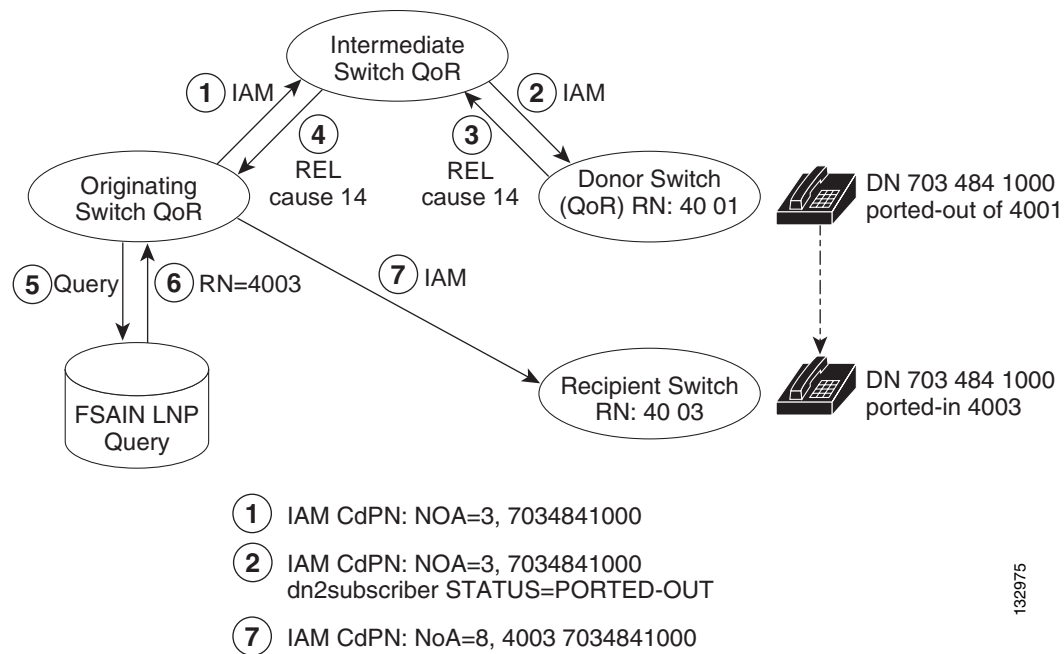 Intermediate
Switch QoR
1 IAM
2 IAM
4
REL
cause 14
3
REL
cause 14
Originating
Switch QoR
Donor Switch
(QoR) RN: 40 01
DN 703 484 1000
ported-out of 4001
5 Query
6 RN=4003
7 IAM
FSAIN LNP
Query
Recipient Switch
RN: 40 03
DN 703 484 1000
ported-in 4003
1 IAM CdPN: NOA=3, 7034841000
2 IAM CdPN: NOA=3, 7034841000
dn2subscriber STATUS=PORTED-OUT
7 IAM CdPN: NoA=8, 4003 7034841000
132975